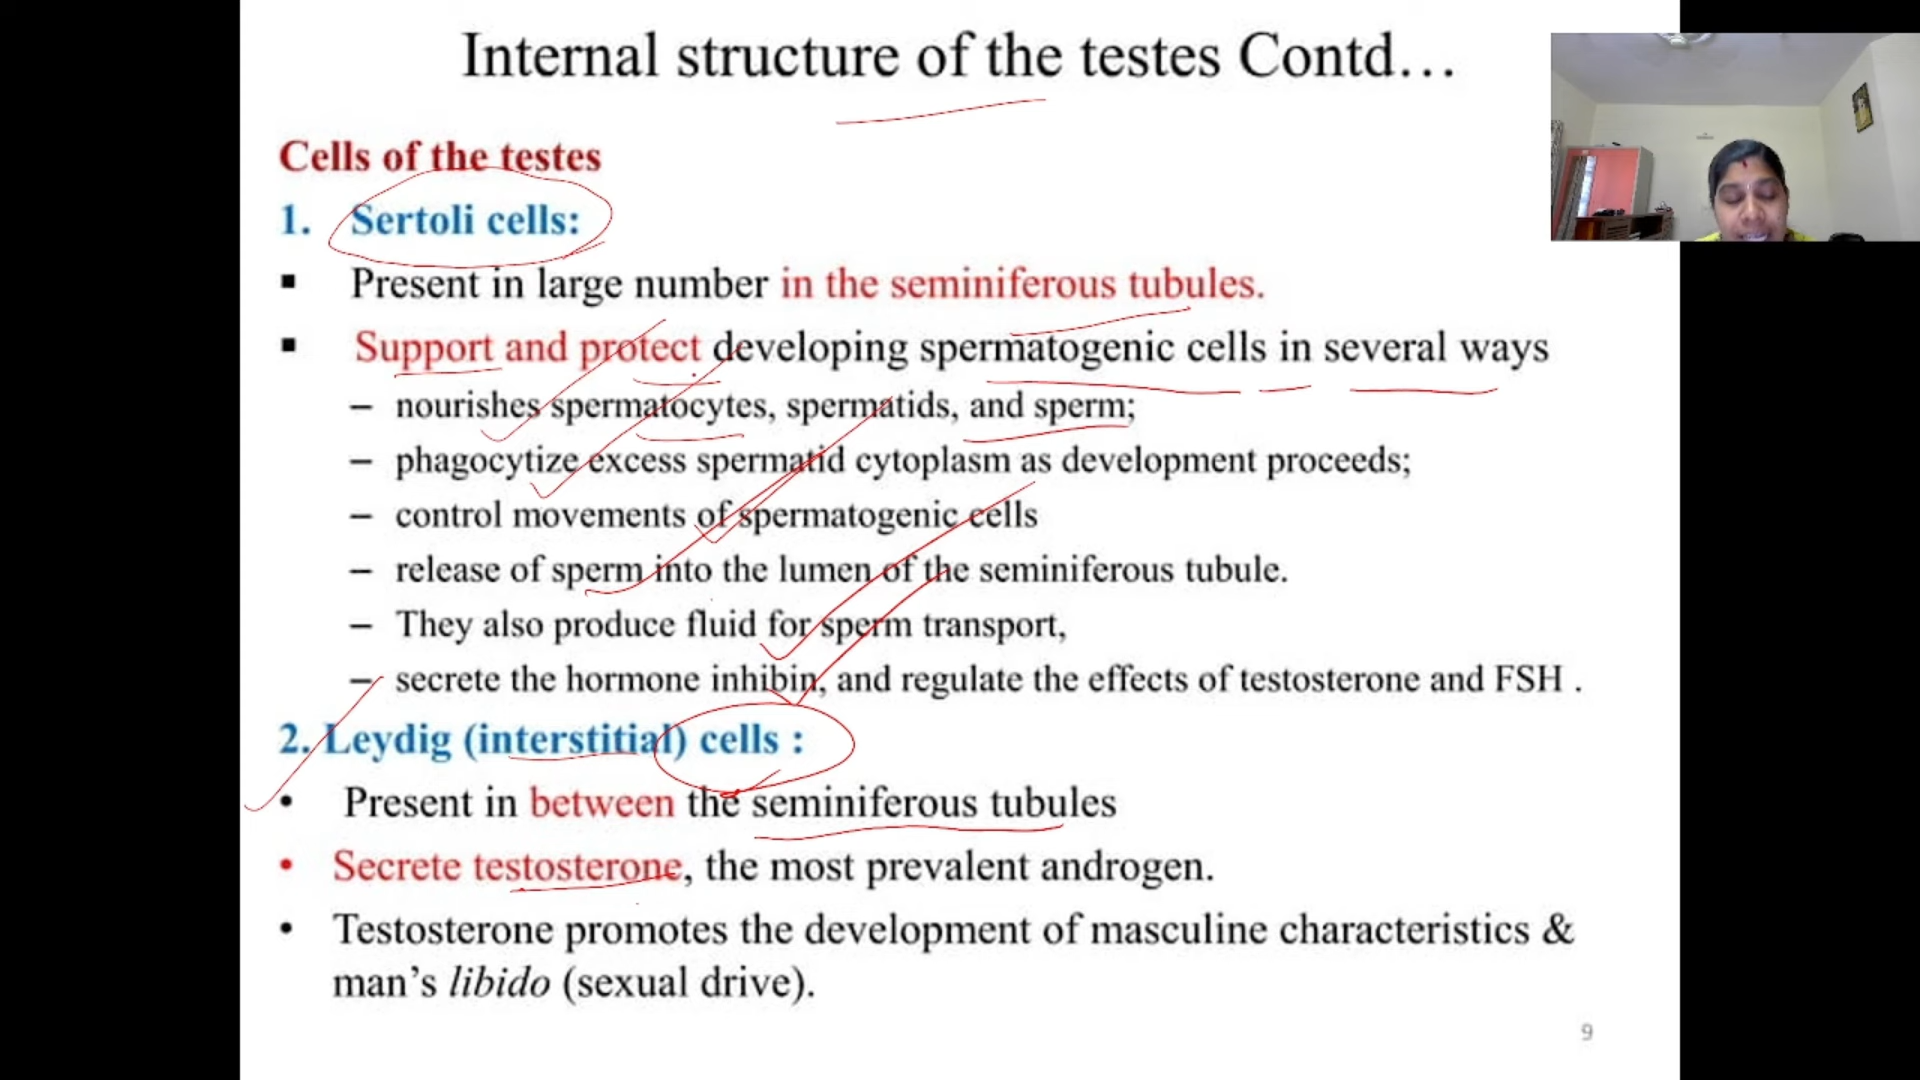 Internal structure of the testes Contd…
Cells of the testes
1. Sertoli cells:
▪ Present in large number in the seminiferous tubules.
▪ Support and protect developing spermatogenic cells in several ways
– nourishes spermatocytes, spermatids, and sperm;
– phagocytize excess spermatid cytoplasm as development proceeds;
– control movements of spermatogenic cells
– release of sperm into the lumen of the seminiferous tubule.
– They also produce fluid for sperm transport,
– secrete the hormone inhibin, and regulate the effects of testosterone and FSH .
2. Leydig (interstitial) cells :
• Present in between the seminiferous tubules
• Secrete testosterone, the most prevalent androgen.
• Testosterone promotes the development of masculine characteristics &
man’s libido (sexual drive).
9